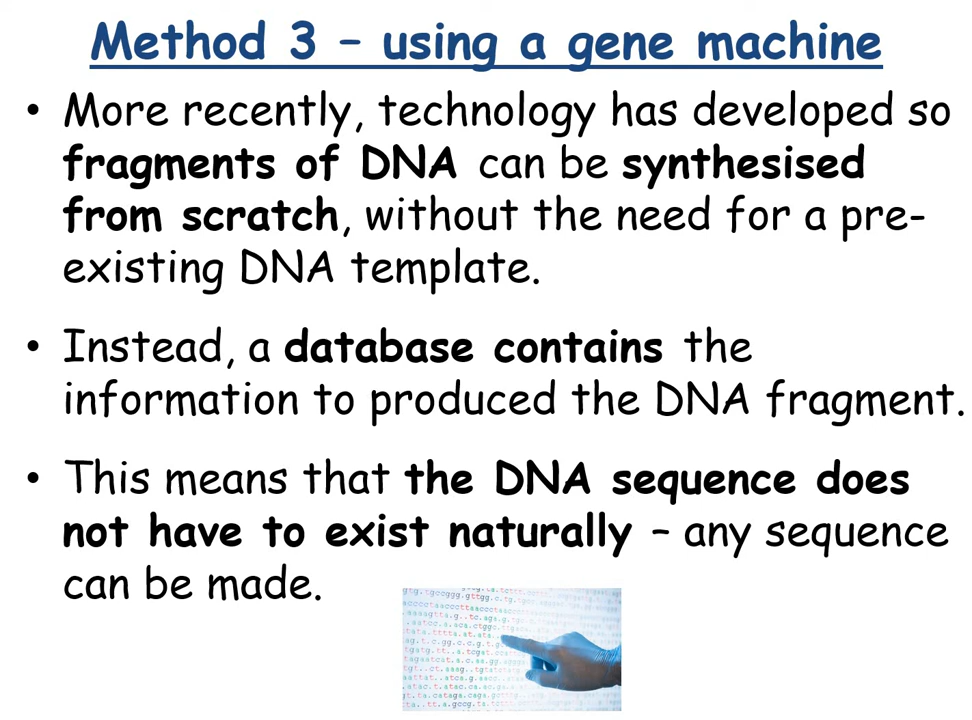 Method 3 – using a gene machine
• More recently, technology has developed so
fragments of DNA can be synthesised
from scratch, without the need for a pre-
existing DNA template.
• Instead, a database contains the
information to produced the DNA fragment.
• This means that the DNA sequence does
not have to exist naturally – any sequence
can be made.